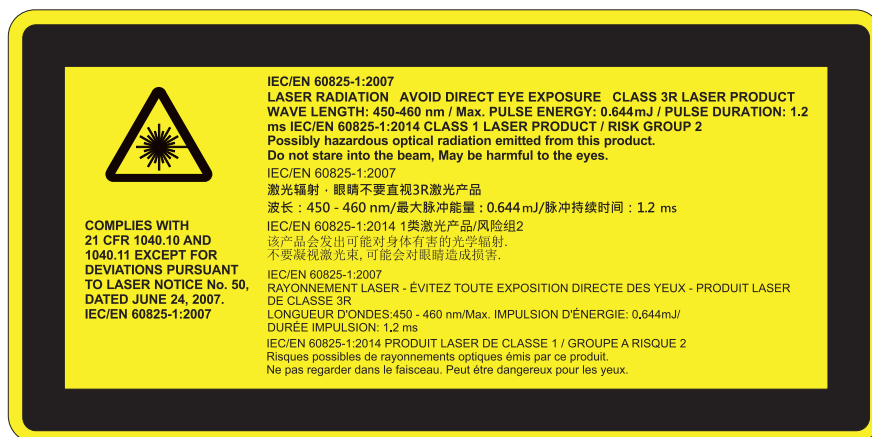 IEC/EN 60825-1:2007
LASER RADIATION AVOID DIRECT EYE EXPOSURE CLASS 3R LASER PRODUCT
WAVE LENGTH: 450-460 nm / Max. PULSE ENERGY: 0.644mJ / PULSE DURATION: 1.2
ms IEC/EN 60825-1:2014 CLASS 1 LASER PRODUCT / RISK GROUP 2
Possibly hazardous optical radiation emitted from this product.
Do not stare into the beam, May be harmful to the eyes.
IEC/EN 60825-1:2007
激光辐射，眼睛不要直视3R激光产品
波长：450 - 460 nm/最大脉冲能量：0.644 mJ/脉冲持续时间：1.2 ms
IEC/EN 60825-1:2014 1类激光产品/风险组2
该产品会发出可能对身体有害的光学辐射.
不要凝视激光束, 可能会对眼睛造成损害.
IEC/EN 60825-1:2007
RAYONNEMENT LASER - ÉVITEZ TOUTE EXPOSITION DIRECTE DES YEUX - PRODUIT LASER
DE CLASSE 3R
LONGUEUR D'ONDES:450 - 460 nm/Max. IMPULSION D'ÉNERGIE: 0.644mJ/
DURÉE IMPULSION: 1.2 ms
IEC/EN 60825-1:2014 PRODUIT LASER DE CLASSE 1 / GROUPE A RISQUE 2
Risques possibles de rayonnements optiques émis par ce produit.
Ne pas regarder dans le faisceau. Peut étre dangereux pour les yeux.
COMPLIES WITH
21 CFR 1040.10 AND
1040.11 EXCEPT FOR
DEVIATIONS PURSUANT
TO LASER NOTICE No. 50,
DATED JUNE 24, 2007.
IEC/EN 60825-1:2007